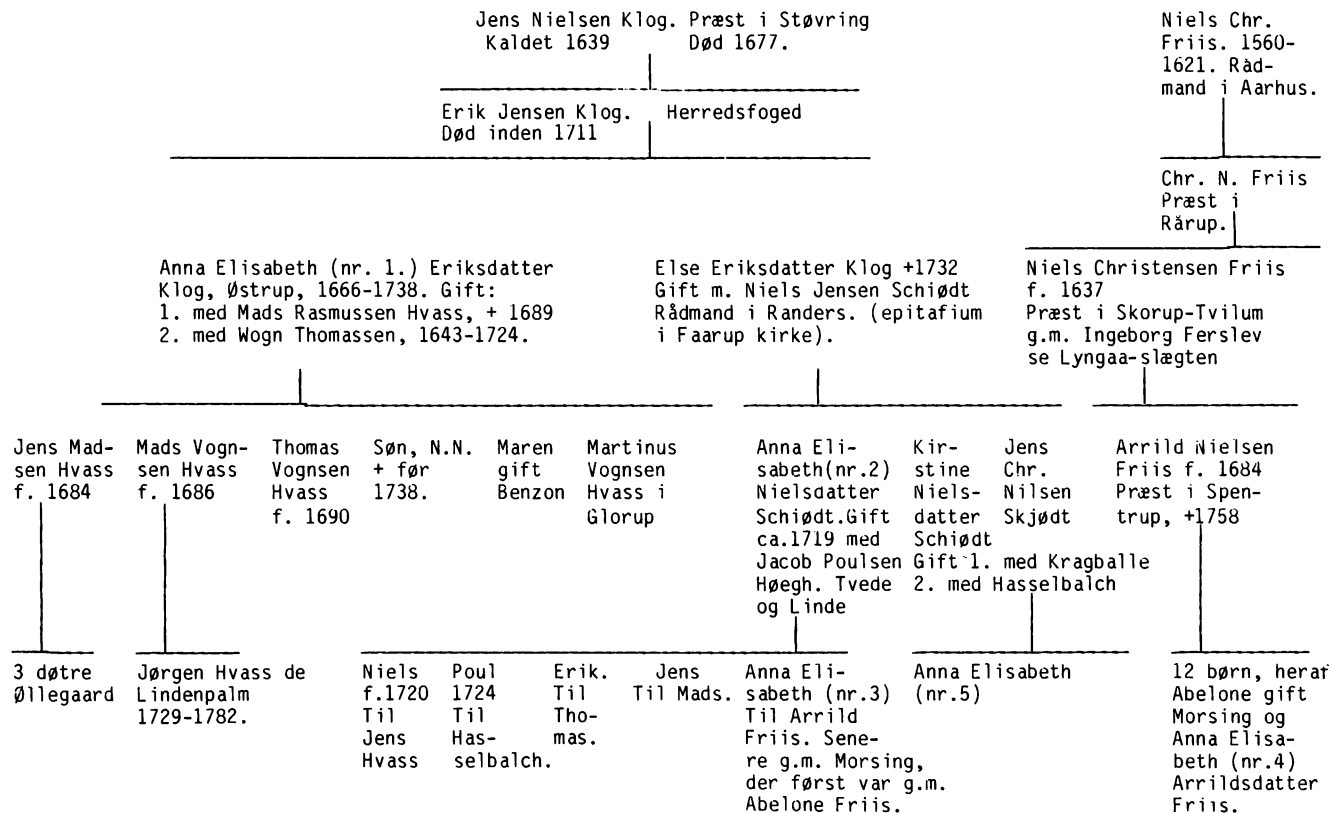 Jens Nielsen Klog. Præst i Støvring
Kaldet 1639 Død 1677.
Niels Chr.
Friis. 1560-
1621. Råd-
mand i Aarhus.
Erik Jensen Klog. Herredsfoged
Død inden 1711
Chr. N. Friis
Præst i
Rårup.
Anna Elisabeth (nr. 1.) Eriksdatter
Klog, Østrup, 1666-1738. Gift:
1. med Mads Rasmussen Hvass, + 1689
2. med Wogn Thomassen, 1643-1724.
Else Eriksdatter Klog +1732
Gift m. Niels Jensen Schiødt
Rådmand i Randers. (epitafium
i Faarup kirke).
Niels Christensen Friis
f. 1637
Præst i Skorup-Tvilum
g.m. Ingeborg Ferslev
se Lyngaa-slægten
Jens Mad-
sen Hvass
f. 1684
Mads Vogn-
sen Hvass
f. 1686
Thomas
Vognsen
Hvass
f. 1690
Søn, N.N.
+ før
1738.
Maren
gift
Benzon
Martinus
Vognsen
Hvass i
Glorup
Anna Eli-
sabeth(nr.2)
Nielsdatter
Schiødt.Gift
ca.1719 med
Jacob Poulsen
Høegh. Tvede
og Linde
Kir-
stine
Niels-
datter
Schiødt
Gift 1. med Kragballe
2. med Hasselbalch
Jens
Chr.
Nilsen
Skjødt
Arrild Nielsen
Friis f. 1684
Præst i Spen-
trup, +1758
3 døtre
Øllegaard
Jørgen Hvass de
Lindenpalm
1729-1782.
Niels
f.1720
Til
Jens
Hvass
Poul
1724
Til
Has-
selbalch.
Erik.
Til
Tho-
mas.
Jens
Til Mads.
Anna Eli-
sabeth (nr.3)
Til Arrild
Friis. Sene-
re g.m. Morsing,
der først var g.m.
Abelone Friis.
Anna Elisabeth
(nr.5)
12 børn, heraf
Abelone gift
Morsing og
Anna Elisa-
beth (nr.4)
Arrildsdatter
Friis.